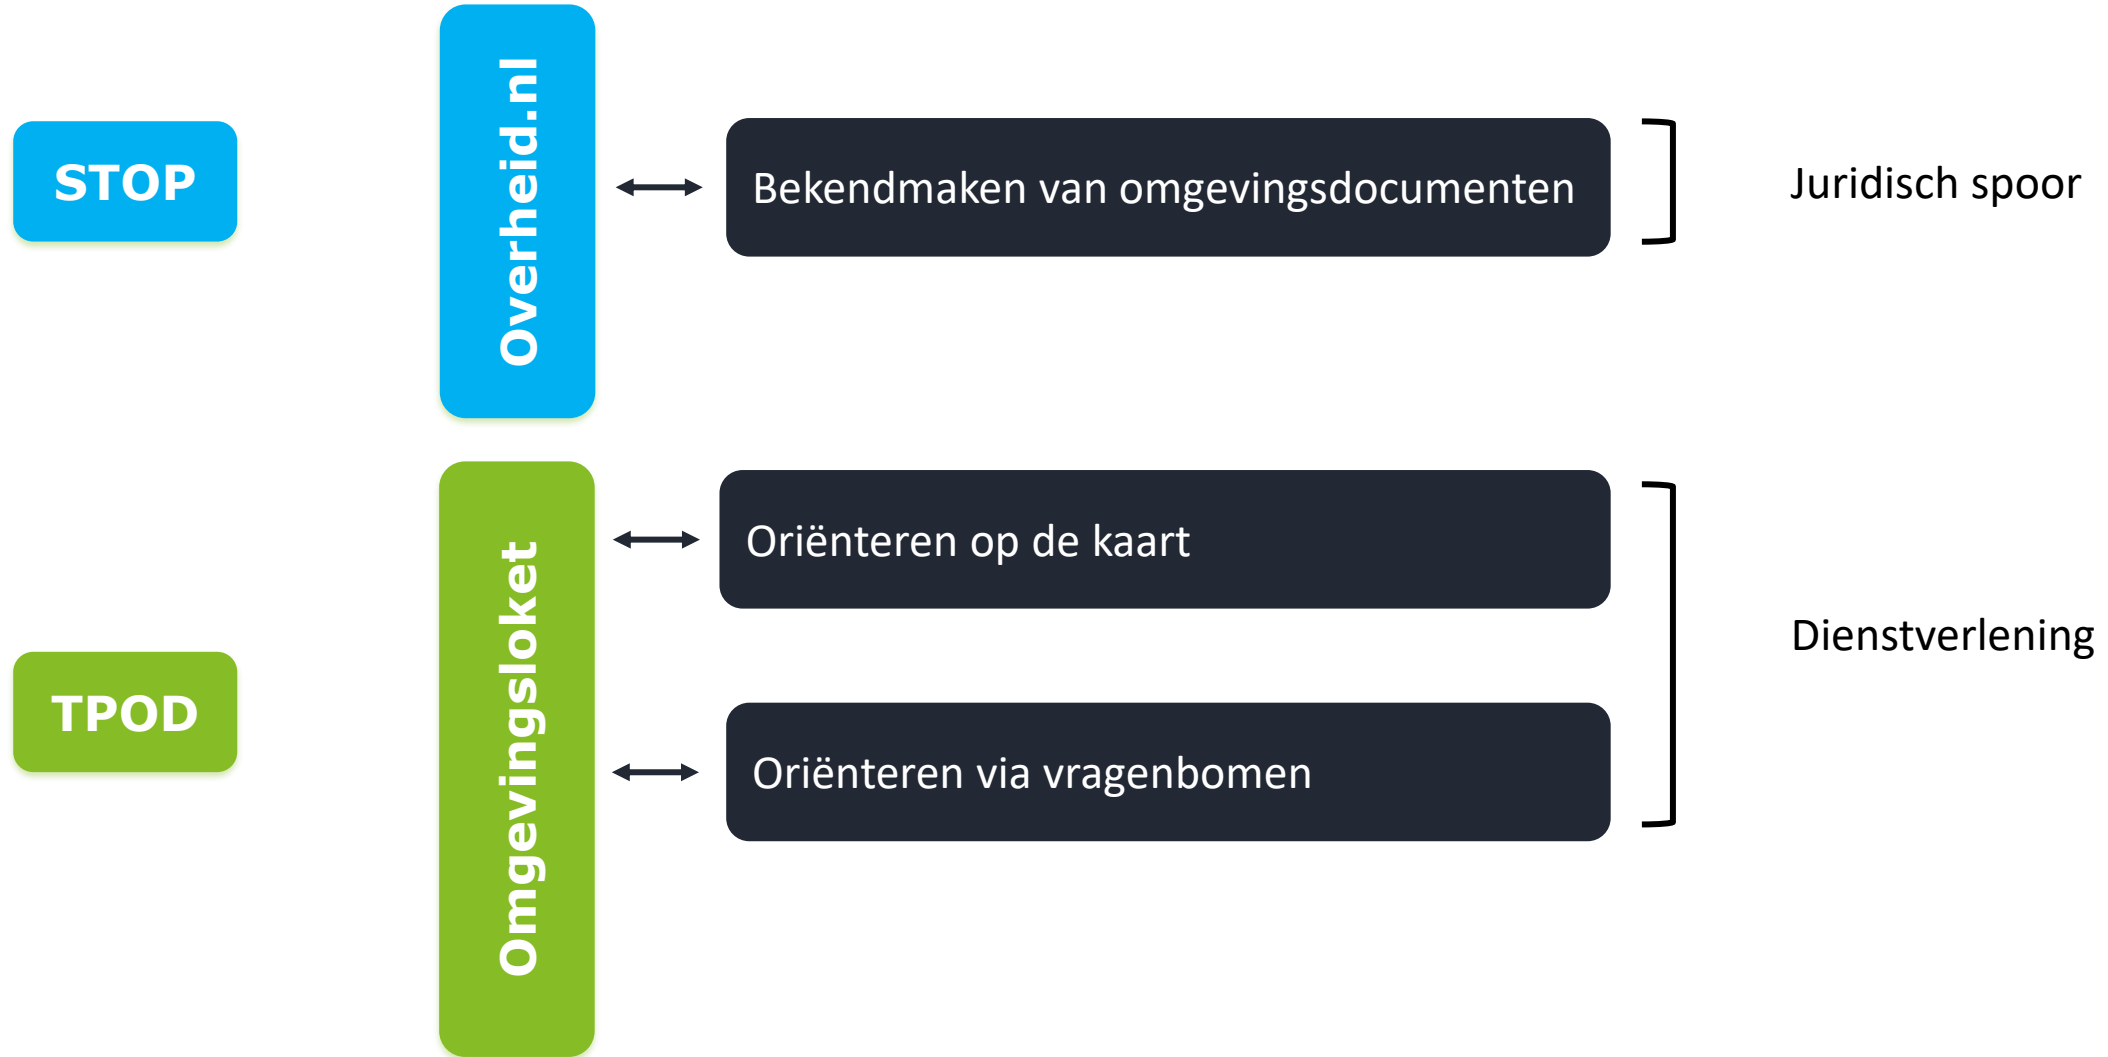 STOP
Overheid.nl
Bekendmaken van omgevingsdocumenten
Juridisch spoor
TPOD
Omgevingsloket
Oriënteren op de kaart
Oriënteren via vragenbomen
Dienstverlening